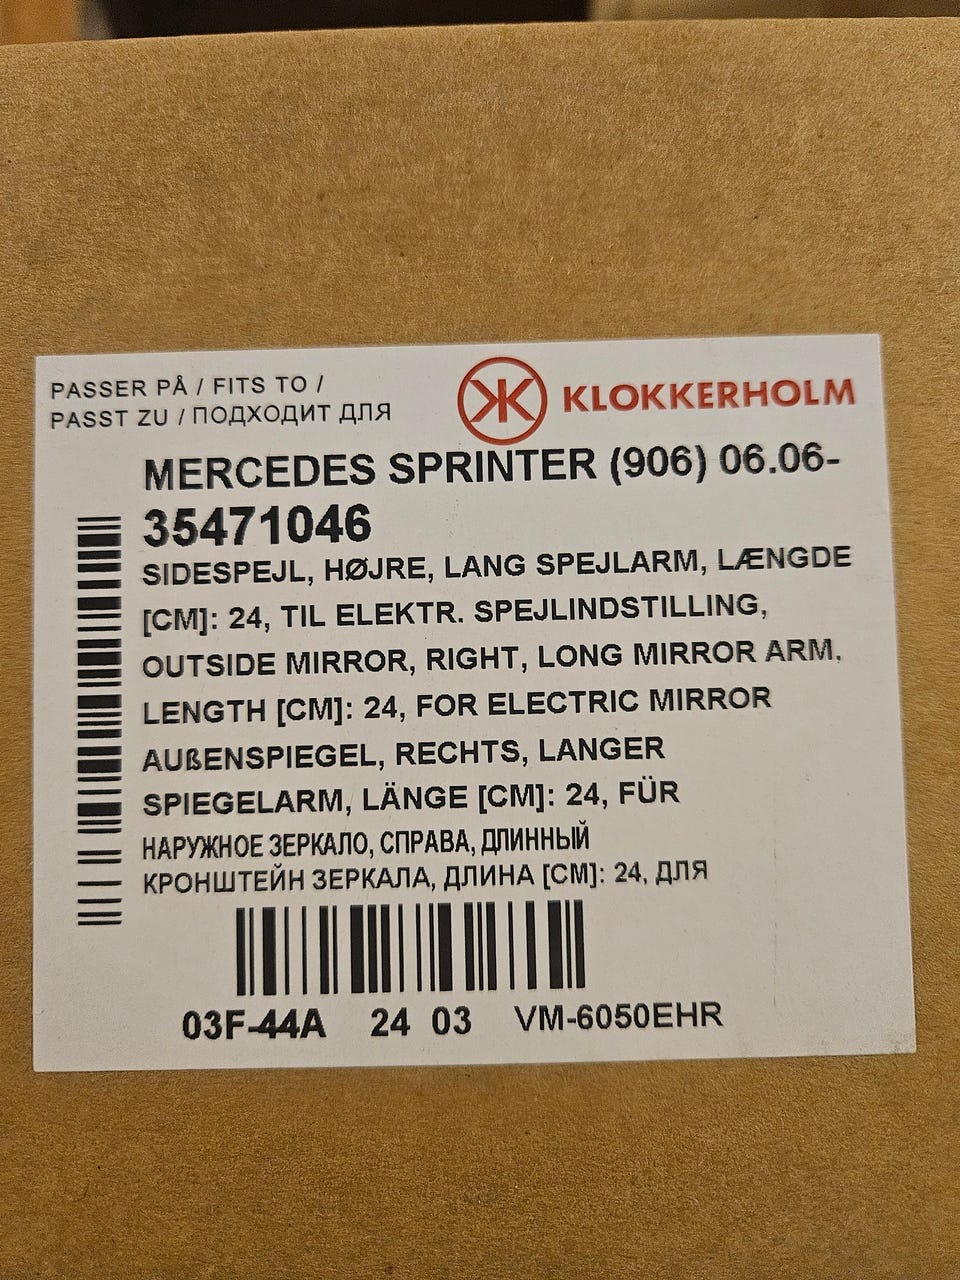 PASSER PÅ / FITS TO /
PASST ZU / ПОДХОДИТ ДЛЯ
KLOKKERHOLM
MERCEDES SPRINTER (906) 06.06-
35471046
SIDESPEJL, HØJRE, LANG SPEJLARM, LÆNGDE
[CM]: 24, TIL ELEKTR. SPEJLINDSTILLING,
OUTSIDE MIRROR, RIGHT, LONG MIRROR ARM,
LENGTH [CM]: 24, FOR ELECTRIC MIRROR
AUßENSPIEGEL, RECHTS, LANGER
SPIEGELARM, LÄNGE [CM]: 24, FÜR
НАРУЖНОЕ ЗЕРКАЛО, СПРАВА, ДЛИННЫЙ
КРОНШТЕЙН ЗЕРКАЛА, ДЛИНА [CM]: 24, ДЛЯ
03F-44A 24 03 VM-6050EHR